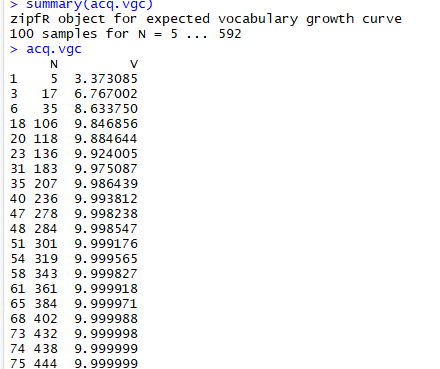 > summary(acq.vgc)
zipfR object for expected vocabulary growth curve
100 samples for N = 5 ... 592
> acq.vgc
N V
1 5 3.373085
3 17 6.767002
6 35 8.633750
18 106 9.846856
20 118 9.884644
23 136 9.924005
31 183 9.975087
35 207 9.986439
40 236 9.993812
47 278 9.998238
48 284 9.998547
51 301 9.999176
54 319 9.999565
58 343 9.999827
61 361 9.999918
65 384 9.999971
68 402 9.999988
73 432 9.999998
74 438 9.999999
75 444 9.999999